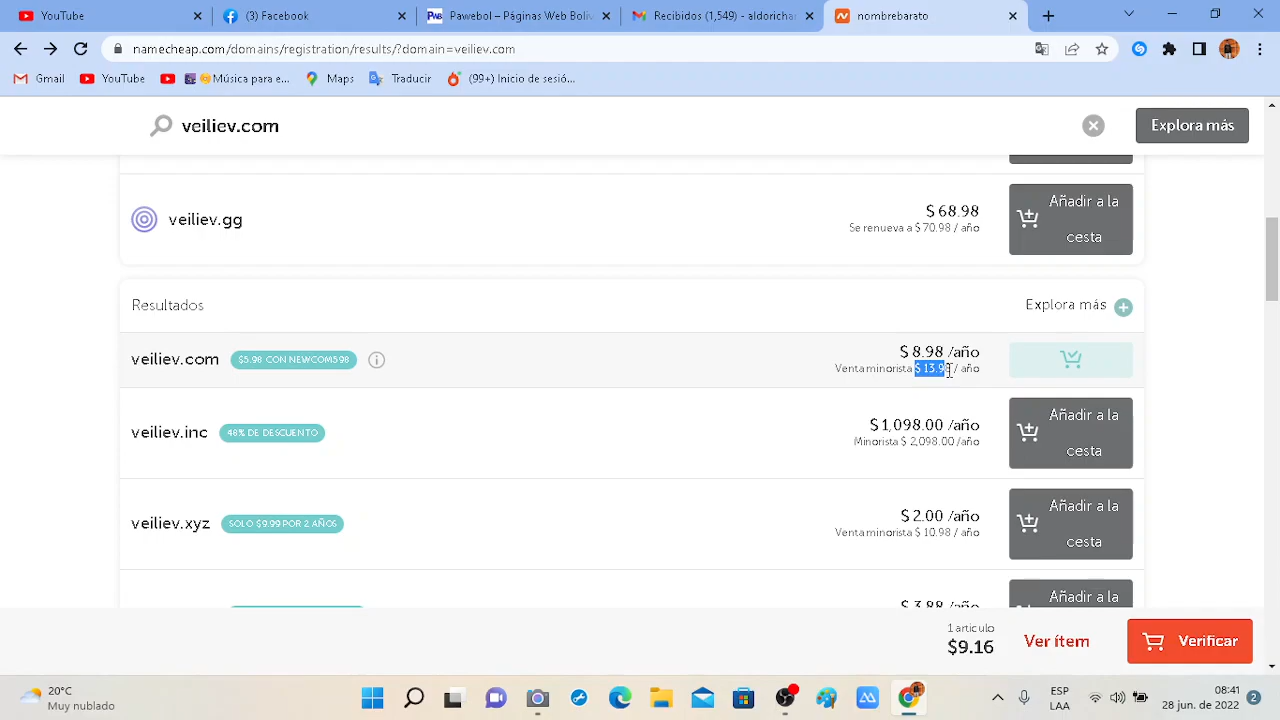 YouTube
(3) Facebook
Pawebol – Páginas Web Boliv
Recibidos (1,549) - sidorichar
nombrebarato
namecheap.com/domains/registration/results/?domain=veiliev.com
Gmail
YouTube
Música para e...
Maps
Traducir
(99+) Inicio de sesió...
veiliev.com
Explora más
veiliev.gg
$ 68.98
Se renueva a $ 70.98 / año
Añadir a la
cesta
Resultados
Explora más
veiliev.com
$5.98 CON NEWCOM598
$ 8.98 /año
Venta minorista $ 13.98 / año
veiliev.inc
48% DE DESCUENTO
$ 1,098.00 /año
Minorista $ 2,098.00 /año
Añadir a la
cesta
veiliev.xyz
SOLO $9.99 POR 2 AÑOS
$ 2.00 /año
Venta minorista $ 10.98 / año
Añadir a la
cesta
$ 3.88 /año
Añadir a la
1 artículo
$9.16
Ver ítem
Verificar
20°C
Muy nublado
ESP
LAA
08:41
28 jun. de 2022
2